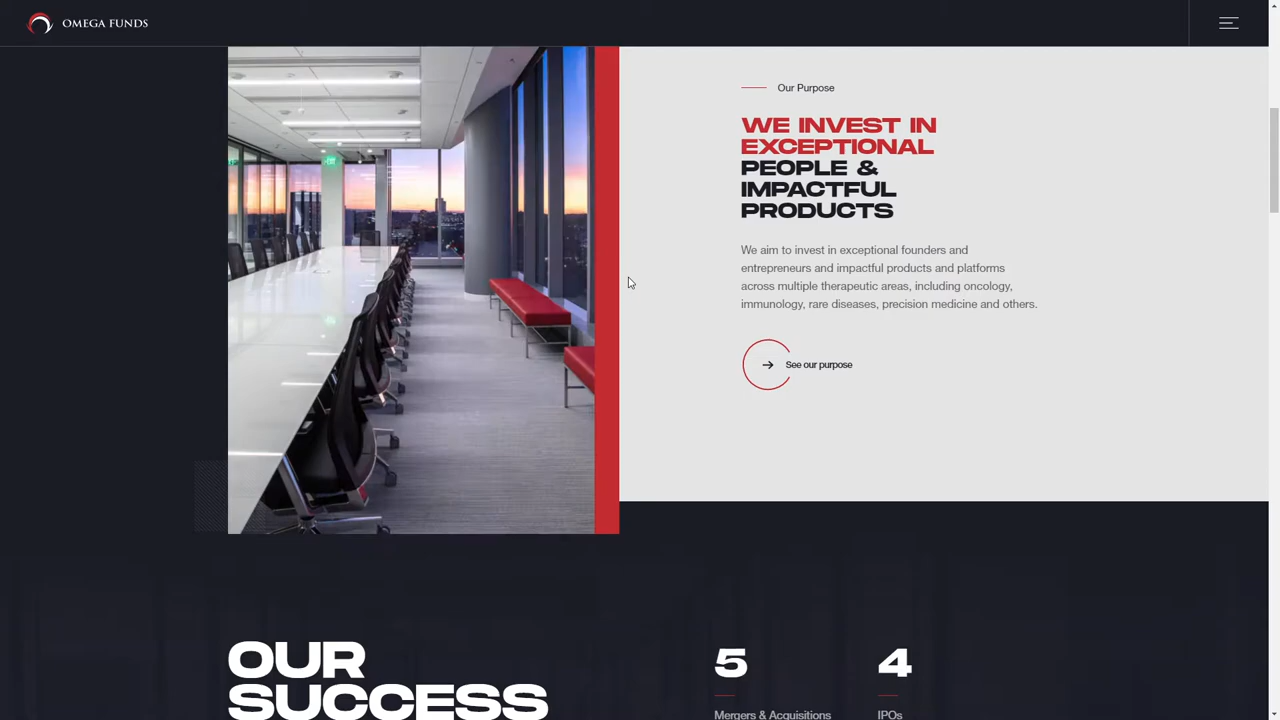 OMEGA FUNDS
Our Purpose
WE INVEST IN
EXCEPTIONAL
PEOPLE &
IMPACTFUL
PRODUCTS
We aim to invest in exceptional founders and
entrepreneurs and impactful products and platforms
across multiple therapeutic areas, including oncology,
immunology, rare diseases, precision medicine and others.
See our purpose
EXIT
OUR
SUCCESS
5
4
Mergers & Acquisitions
IPOs